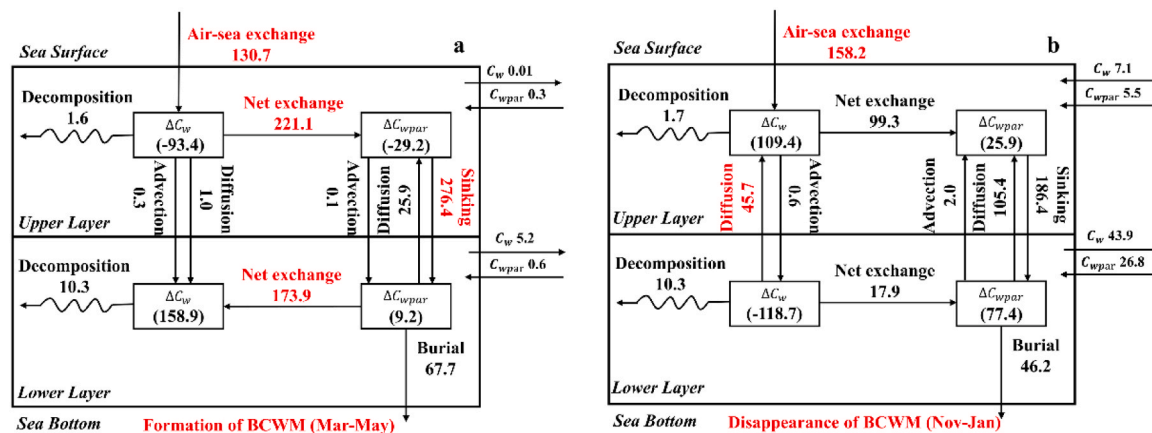 Air-sea exchange
130.7
a
Sea Surface
C_w 0.01
C_wpar 0.3
Decomposition
1.6
ΔC_w
(-93.4)
Net exchange
221.1
ΔC_wpar
(-29.2)
Advection
0.3
Diffusion
1.0
Advection
0.1
Diffusion
25.9
Sinking
276.4
Upper Layer
C_w 5.2
C_wpar 0.6
Decomposition
10.3
ΔC_w
(158.9)
Net exchange
173.9
ΔC_wpar
(9.2)
Burial
67.7
Lower Layer
Sea Bottom
Formation of BCWM (Mar-May)
Air-sea exchange
158.2
b
Sea Surface
C_w 7.1
C_wpar 5.5
Decomposition
1.7
ΔC_w
(109.4)
Net exchange
99.3
ΔC_wpar
(25.9)
Diffusion
45.7
Advection
0.6
Advection
2.0
Diffusion
105.4
Sinking
186.4
Upper Layer
C_w 43.9
C_wpar 26.8
Decomposition
10.3
ΔC_w
(-118.7)
Net exchange
17.9
ΔC_wpar
(77.4)
Burial
46.2
Lower Layer
Sea Bottom
Disappearance of BCWM (Nov-Jan)